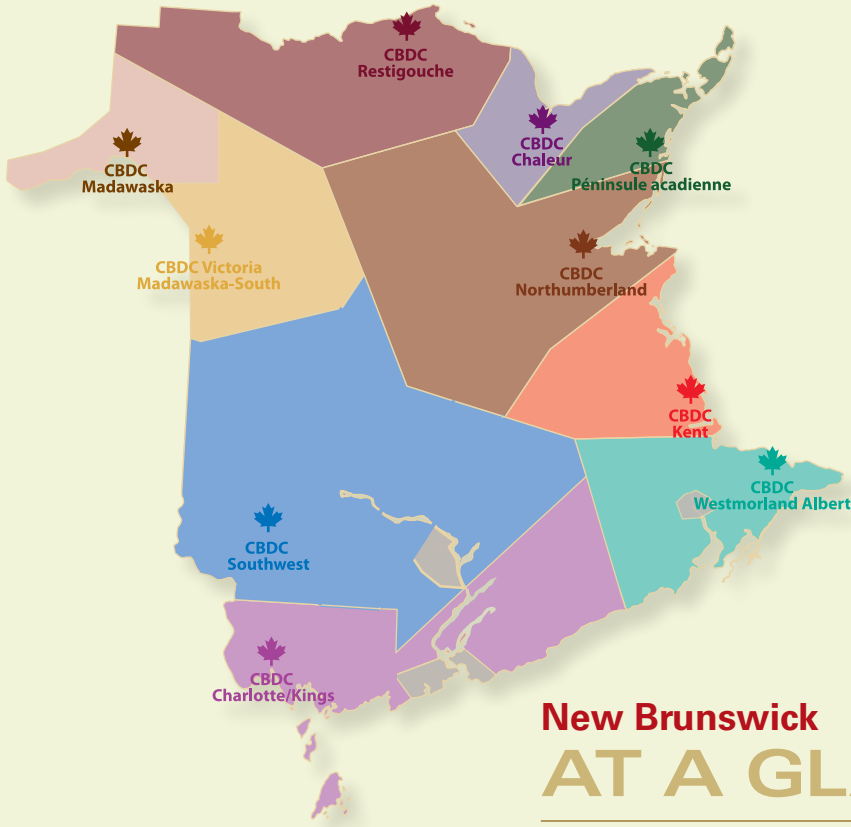 CBDC
Restigouche
CBDC
Chaleur
CBDC
Péninsule acadienne
CBDC
Madawaska
CBDC Victoria
Madawaska-South
CBDC
Northumberland
CBDC
Kent
CBDC
Westmorland Albert
CBDC
Southwest
CBDC
Charlotte/Kings
New Brunswick
AT A